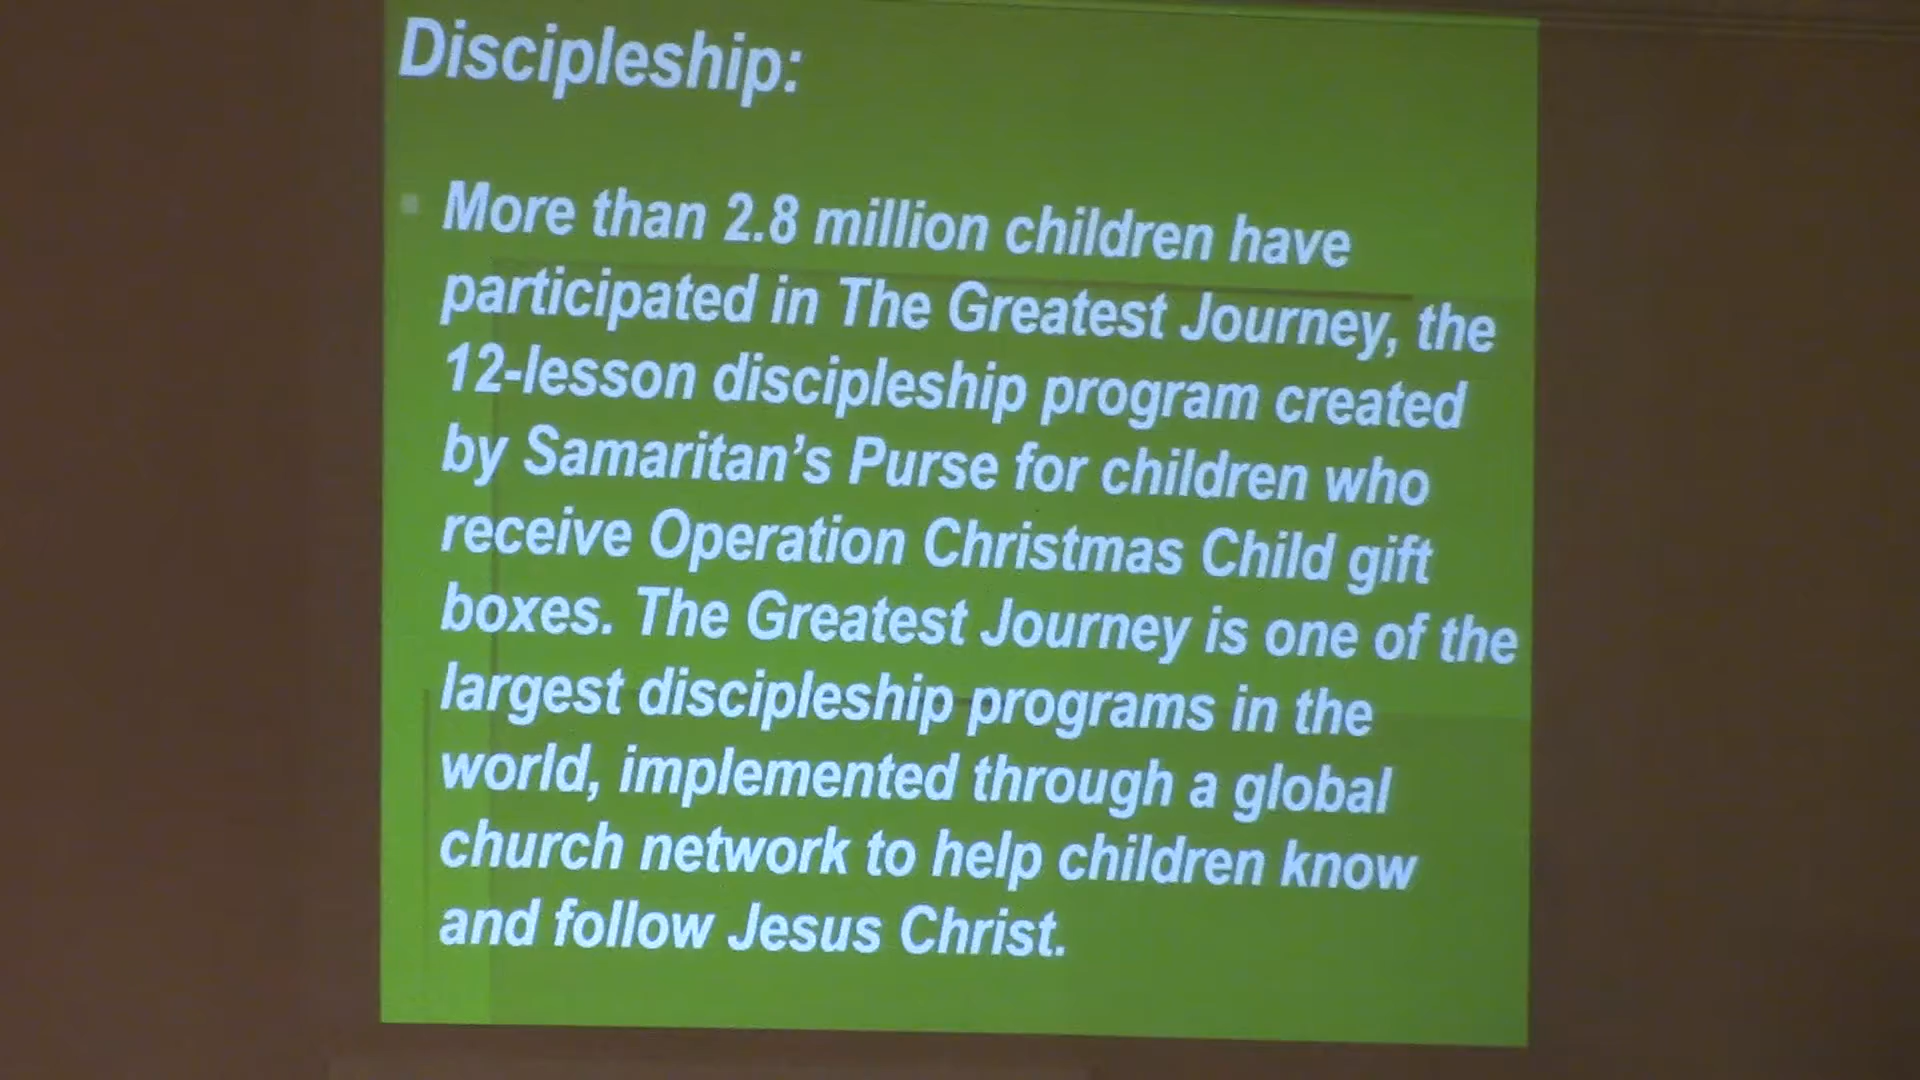 Discipleship:
More than 2.8 million children have
participated in The Greatest Journey, the
12-lesson discipleship program created
by Samaritan's Purse for children who
receive Operation Christmas Child gift
boxes. The Greatest Journey is one of the
largest discipleship programs in the
world, implemented through a global
church network to help children know
and follow Jesus Christ.